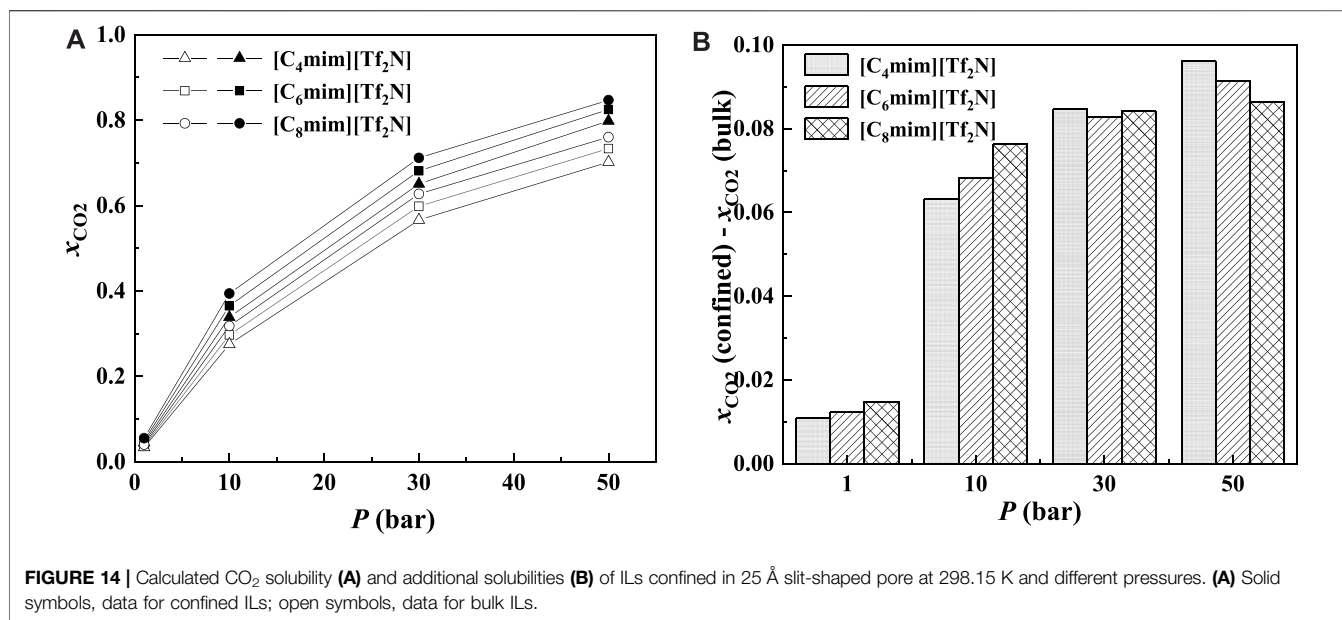 A
1.0
0.8
0.6
0.4
0.2
0.0
xCO2
[C4mim][Tf2N]
[C6mim][Tf2N]
[C8mim][Tf2N]
0 10 20 30 40 50
P (bar)
B
0.10
0.08
0.06
0.04
0.02
0.00
xCO2 (confined) - xCO2 (bulk)
[C4mim][Tf2N]
[C6mim][Tf2N]
[C8mim][Tf2N]
1 10 30 50
P (bar)
FIGURE 14 | Calculated CO2 solubility (A) and additional solubilities (B) of ILs confined in 25 Å slit-shaped pore at 298.15 K and different pressures. (A) Solid
symbols, data for confined ILs; open symbols, data for bulk ILs.